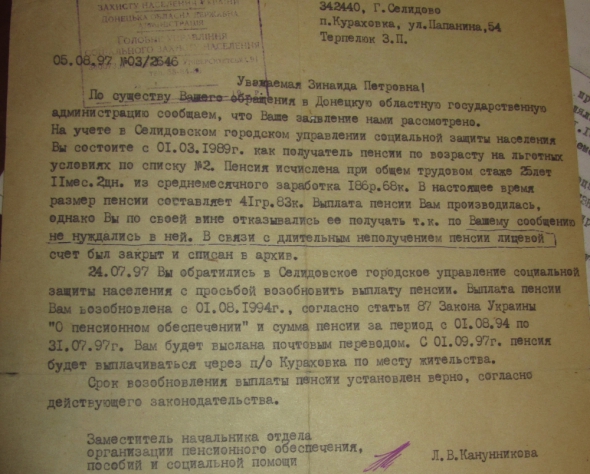 ЗАХИСТУ НАСЕЛЕННЯ УКРАЇНИ
ДОНЕЦЬКА ОБЛАСНА ДЕРЖАВНА
342440, Г. Селидово
п.Кураховка, ул.Папанина,54
Терпелюк З.П.
05.08.97 №03/2646
Уважаемая Зинаида Петровна!
По существу Вашего обращения в Донецкую областную государственную
администрацию сообщаем, что Ваше заявление нами рассмотрено.
На учете в Селидовском городском управлении социальной защиты населения
Вы состоите с 01.03.1989г. как получатель пенсии по возрасту на льготных
условиях по списку №2. Пенсия исчислена при общем трудовом стаже 25лет
IIмес.2дн. из среднемесячного заработка 186р.68к. В настоящее время
размер пенсии составляет 4Iгр.83к. Выплата пенсии Вам производилась,
однако Вы по своей вине отказывались ее получать т.к. по Вашему сообщению
не нуждались в ней. В связи с длительным неполучением пенсии лицевой
счет был закрыт и списан в архив.
24.07.97 Вы обратились в Селидовское городское управление социальной
защиты населения с просьбой возобновить выплату пенсии. Выплата пенсии
Вам возобновлена с 01.08.1994г., согласно статьи 87 Закона Украины
"О пенсионном обеспечении" и сумма пенсии за период с 01.08.94 по
31.07.97г. Вам будет выслана почтовым переводом. С 01.09.97г. пенсия
будет выплачиваться через п/о Кураховка по месту жительства.
Срок возобновления выплаты пенсии установлен верно, согласно
действующего законодательства.
Заместитель начальника отдела
организации пенсионного обеспечения,
пособий и социальной помощи
Л.В.Канунникова